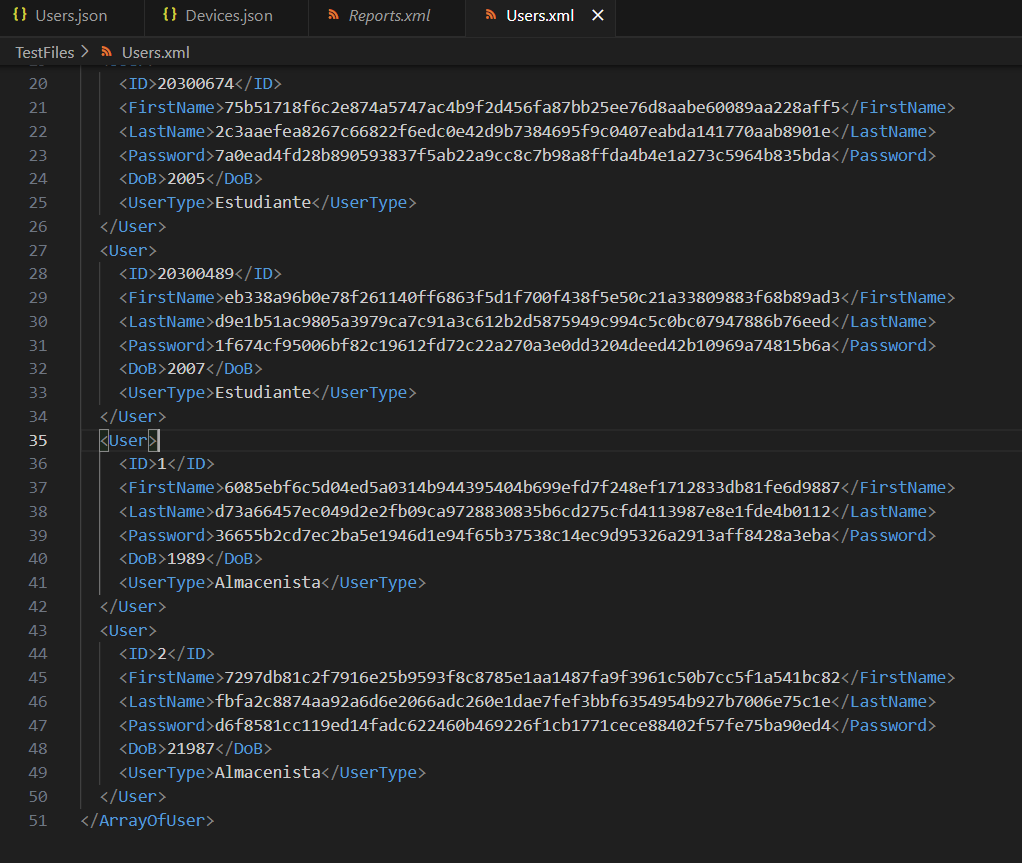 Users.json
Devices.json
Reports.xml
Users.xml
TestFiles > Users.xml
20 <ID>20300674</ID>
21 <FirstName>75b51718f6c2e874a5747ac4b9f2d456fa87bb25ee76d8aabe60089aa228aff5</FirstName>
22 <LastName>2c3aaefea8267c66822f6edc0e42d9b7384695f9c0407eabda141770aab8901e</LastName>
23 <Password>7a0ead4fd28b890593837f5ab22a9cc8c7b98a8ffda4b4e1a273c5964b835bda</Password>
24 <DoB>2005</DoB>
25 <UserType>Estudiante</UserType>
26 </User>
27 <User>
28 <ID>20300489</ID>
29 <FirstName>eb338a96b0e78f261140ff6863f5d1f700f438f5e50c21a33809883f68b89ad3</FirstName>
30 <LastName>d9e1b51ac9805a3979ca7c91a3c612b2d5875949c994c5c0bc07947886b76eed</LastName>
31 <Password>1f674cf95006bf82c19612fd72c22a270a3e0dd3204deed42b10969a74815b6a</Password>
32 <DoB>2007</DoB>
33 <UserType>Estudiante</UserType>
34 </User>
35 <User>
36 <ID>1</ID>
37 <FirstName>6085ebf6c5d04ed5a0314b944395404b699efd7f248ef1712833db81fe6d9887</FirstName>
38 <LastName>d73a66457ec049d2e2fb09ca9728830835b6cd275cfd4113987e8e1fde4b0112</LastName>
39 <Password>36655b2cd7ec2ba5e1946d1e94f65b37538c14ec9d95326a2913aff8428a3eba</Password>
40 <DoB>1989</DoB>
41 <UserType>Almacenista</UserType>
42 </User>
43 <User>
44 <ID>2</ID>
45 <FirstName>7297db81c2f7916e25b9593f8c8785e1aa1487fa9f3961c50b7cc5f1a541bc82</FirstName>
46 <LastName>fbfa2c8874aa92a6d6e2066adc260e1dae7fef3bbf6354954b927b7006e75c1e</LastName>
47 <Password>d6f8581cc119ed14fadc622460b469226f1cb1771cece88402f57fe75ba90ed4</Password>
48 <DoB>21987</DoB>
49 <UserType>Almacenista</UserType>
50 </User>
51 </ArrayOfUser>